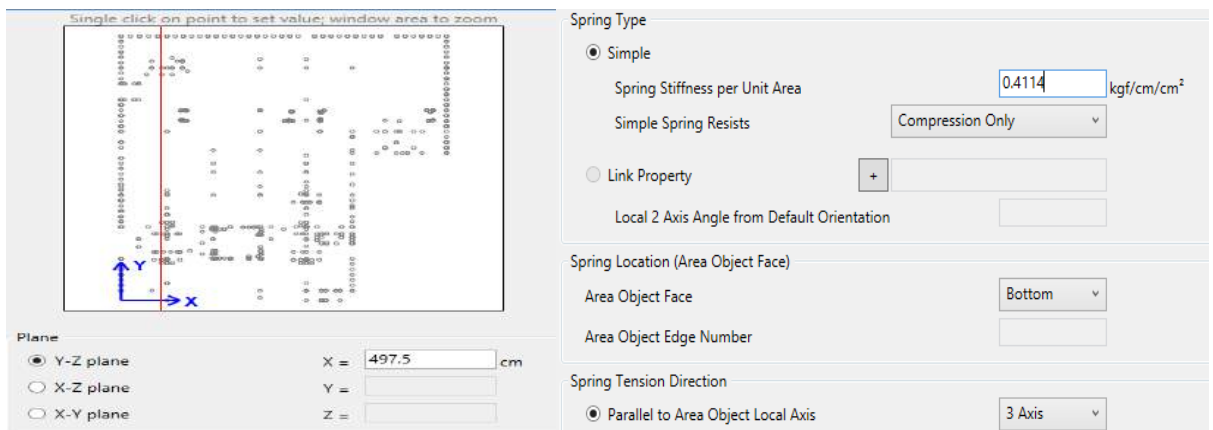 Single click on point to set value; window area to zoom
Y
X
Plane
Y-Z plane X = 497.5 cm
X-Z plane Y =
X-Y plane Z =
Spring Type
Simple
Spring Stiffness per Unit Area 0.4114 kgf/cm/cm²
Simple Spring Resists Compression Only
Link Property +
Local 2 Axis Angle from Default Orientation
Spring Location (Area Object Face)
Area Object Face Bottom
Area Object Edge Number
Spring Tension Direction
Parallel to Area Object Local Axis 3 Axis